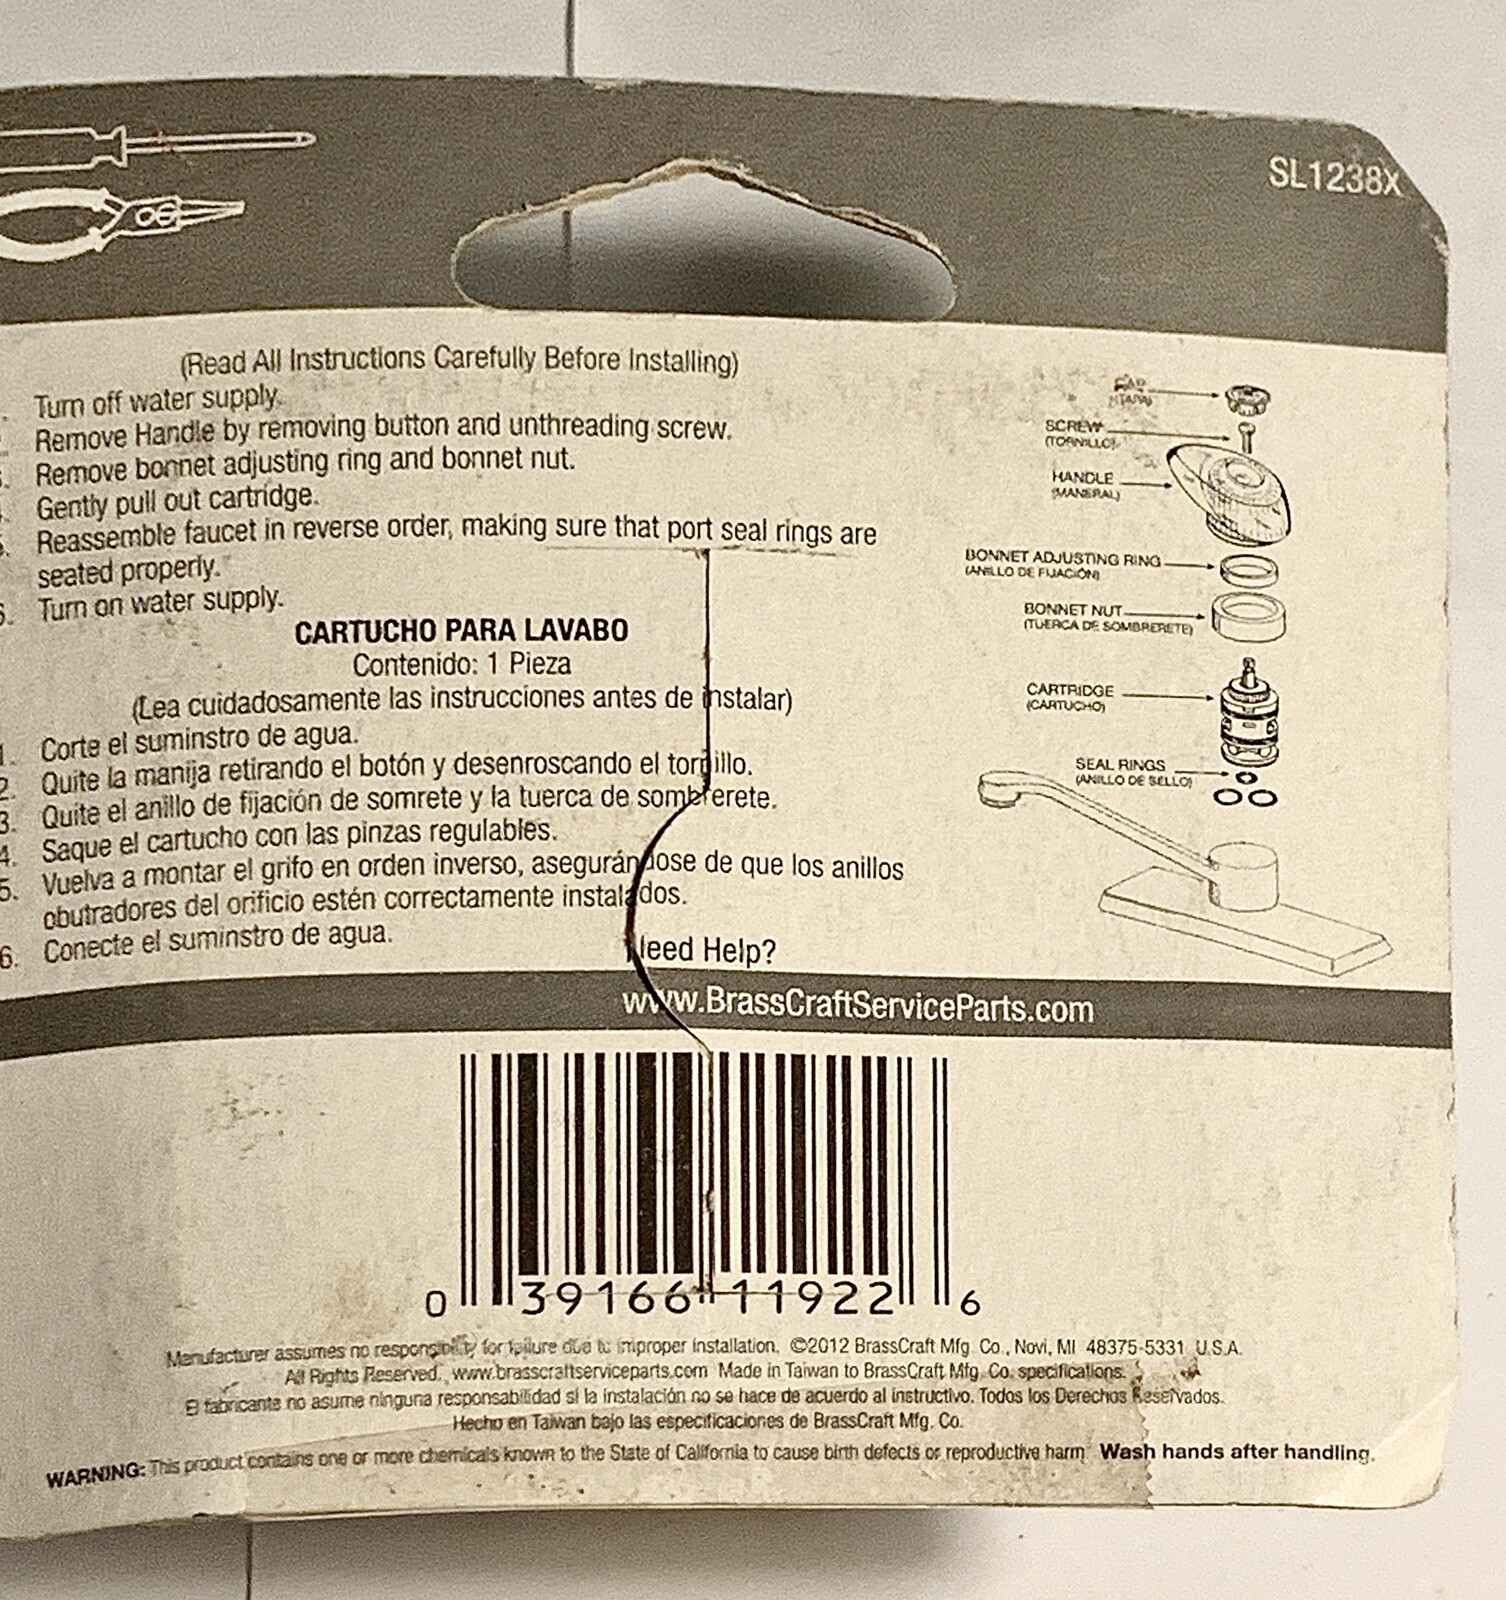 SL1238X
(Read All Instructions Carefully Before Installing)
Turn off water supply.
Remove Handle by removing button and unthreading screw.
Remove bonnet adjusting ring and bonnet nut.
Gently pull out cartridge.
Reassemble faucet in reverse order, making sure that port seal rings are
seated properly.
6. Turn on water supply.
CARTUCHO PARA LAVABO
Contenido: 1 Pieza
(Lea cuidadosamente las instrucciones antes de instalar)
1. Corte el suminstro de agua.
2. Quite la manija retirando el botón y desenroscando el tornillo.
3. Quite el anillo de fijación de somrete y la tuerca de sombrerete.
4. Saque el cartucho con las pinzas regulables.
5. Vuelva a montar el grifo en orden inverso, asegurándose de que los anillos
obutradores del orificio estén correctamente instalados.
6. Conecte el suminstro de agua.
CAP
(TAPA)
SCREW
(TORNILLO)
HANDLE
(MANERAL)
BONNET ADJUSTING RING
(ANILLO DE FIJACIÓN)
BONNET NUT
(TUERCA DE SOMBRERETE)
CARTRIDGE
(CARTUCHO)
SEAL RINGS
(ANILLO DE SELLO)
Need Help?
www.BrassCraftServiceParts.com
0 39166 11922 6
Manufacturer assumes no responsibility for failure due to improper installation. ©2012 BrassCraft Mfg. Co., Novi, MI 48375-5331 U.S.A.
All Rights Reserved. www.brasscraftserviceparts.com Made in Taiwan to BrassCraft Mfg. Co. specifications.
El fabricante no asume ninguna responsabilidad si la instalación no se hace de acuerdo al instructivo. Todos los Derechos Reservados.
Hecho en Taiwan bajo las especificaciones de BrassCraft Mfg. Co.
WARNING: This product contains one or more chemicals known to the State of California to cause birth defects or reproductive harm. Wash hands after handling.